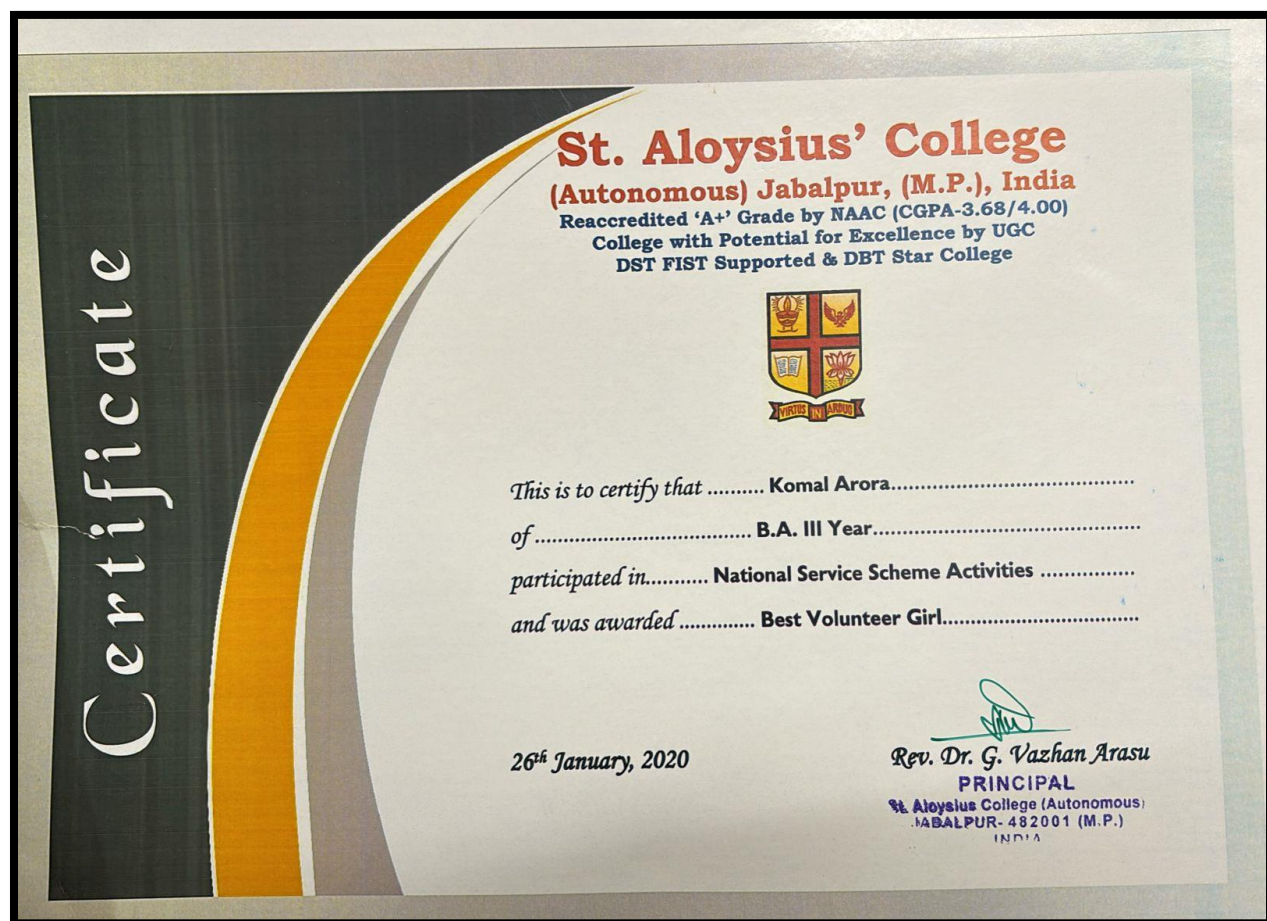 Certificate
St. Aloysius’ College
(Autonomous) Jabalpur, (M.P.), India
Reaccredited ‘A+’ Grade by NAAC (CGPA-3.68/4.00)
College with Potential for Excellence by UGC
DST FIST Supported & DBT Star College
VIRTUS IN ARDUO
This is to certify that .......... Komal Arora..........................................
of ..................................... B.A. III Year..............................................
participated in........... National Service Scheme Activities ................
and was awarded ............. Best Volunteer Girl..................................
26th January, 2020
Rev. Dr. G. Vazhan Arasu
PRINCIPAL
St. Aloysius College (Autonomous)
JABALPUR- 482001 (M.P.)
INDIA